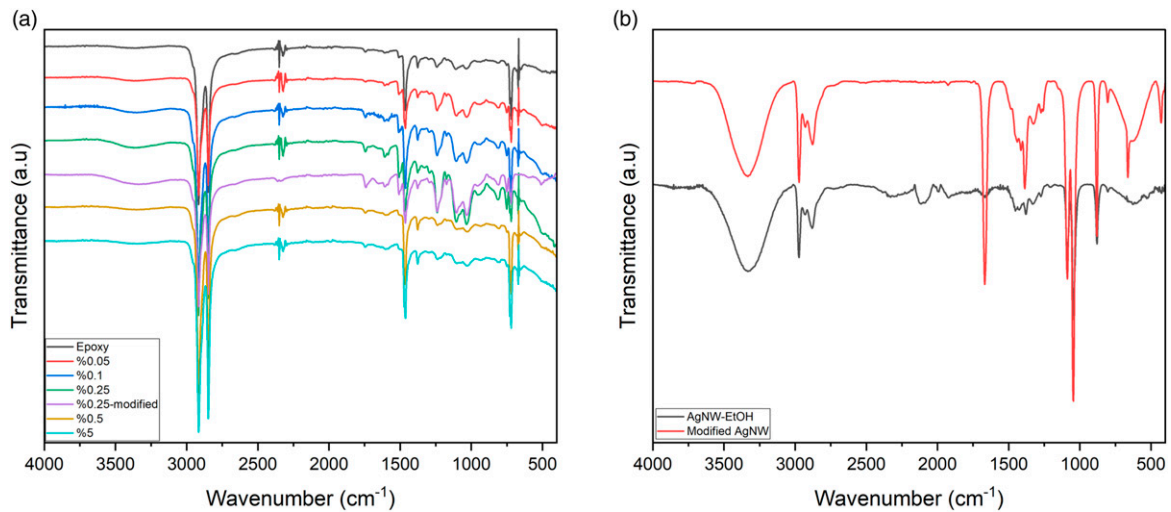 (a)
Transmittance (a.u)
Epoxy
%0.05
%0.1
%0.25
%0.25-modified
%0.5
%5
4000 3500 3000 2500 2000 1500 1000 500
Wavenumber (cm⁻¹)
(b)
Transmittance (a.u)
AgNW-EtOH
Modified AgNW
4000 3500 3000 2500 2000 1500 1000 500
Wavenumber (cm⁻¹)